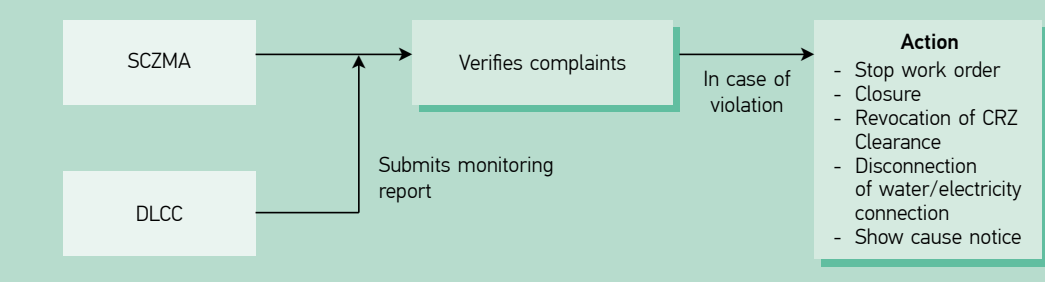 SCZMA
Verifies complaints
In case of
violation
Action
- Stop work order
- Closure
- Revocation of CRZ
Clearance
- Disconnection
of water/electricity
connection
- Show cause notice
Submits monitoring
report
DLCC